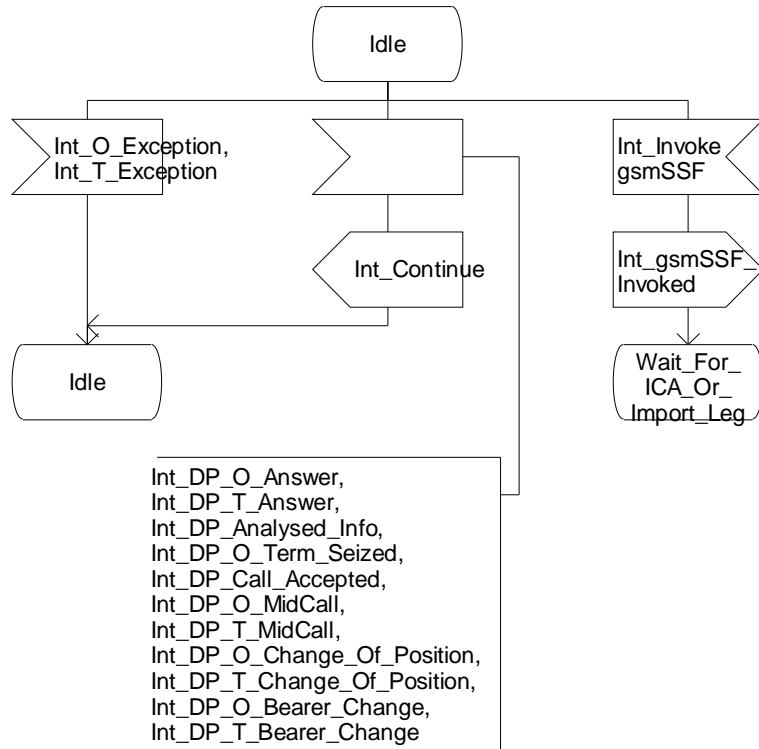 Idle
Int_O_Exception,
Int_T_Exception
Int_Invoke
gsmSSF
Int_Continue
Int_gsmSSF_
Invoked
Idle
Wait_For_
ICA_Or_
Import_Leg
Int_DP_O_Answer,
Int_DP_T_Answer,
Int_DP_Analysed_Info,
Int_DP_O_Term_Seized,
Int_DP_Call_Accepted,
Int_DP_O_MidCall,
Int_DP_T_MidCall,
Int_DP_O_Change_Of_Position,
Int_DP_T_Change_Of_Position,
Int_DP_O_Bearer_Change,
Int_DP_T_Bearer_Change